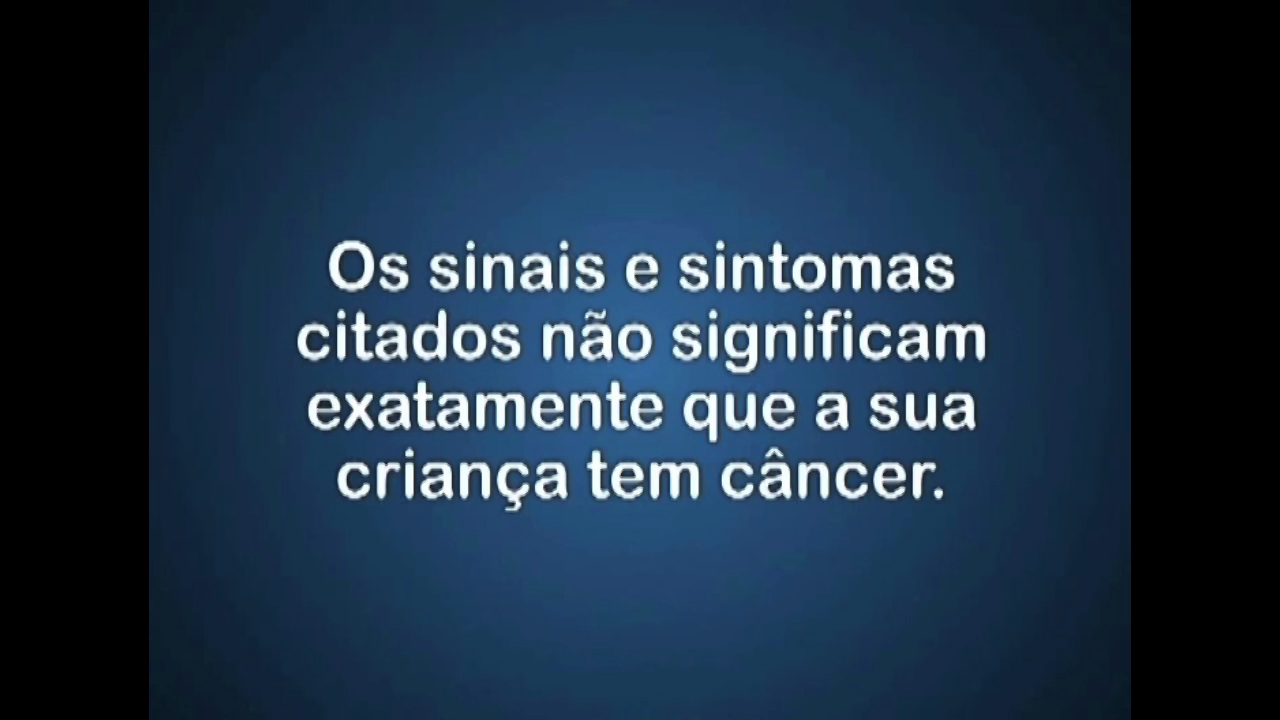 Os sinais e sintomas
citados não significam
exatamente que a sua
criança tem câncer.